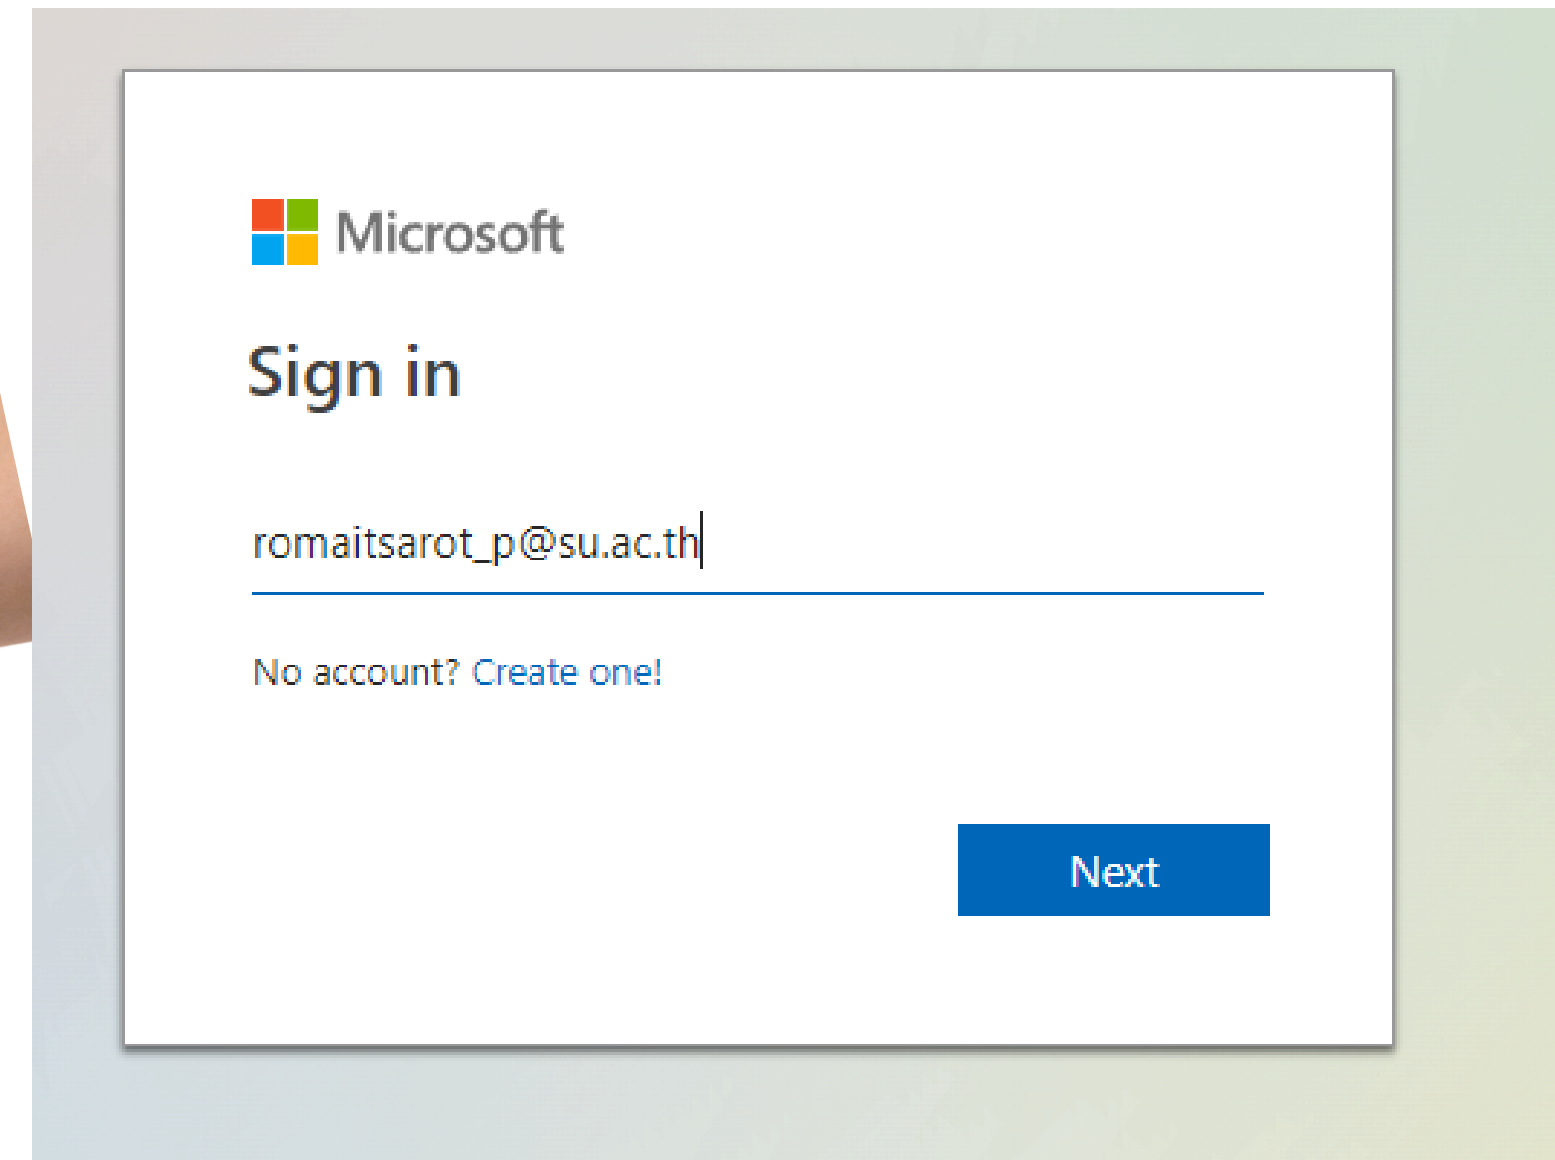 Microsoft
Sign in
romaitsarot_p@su.ac.th
No account? Create one!
Next